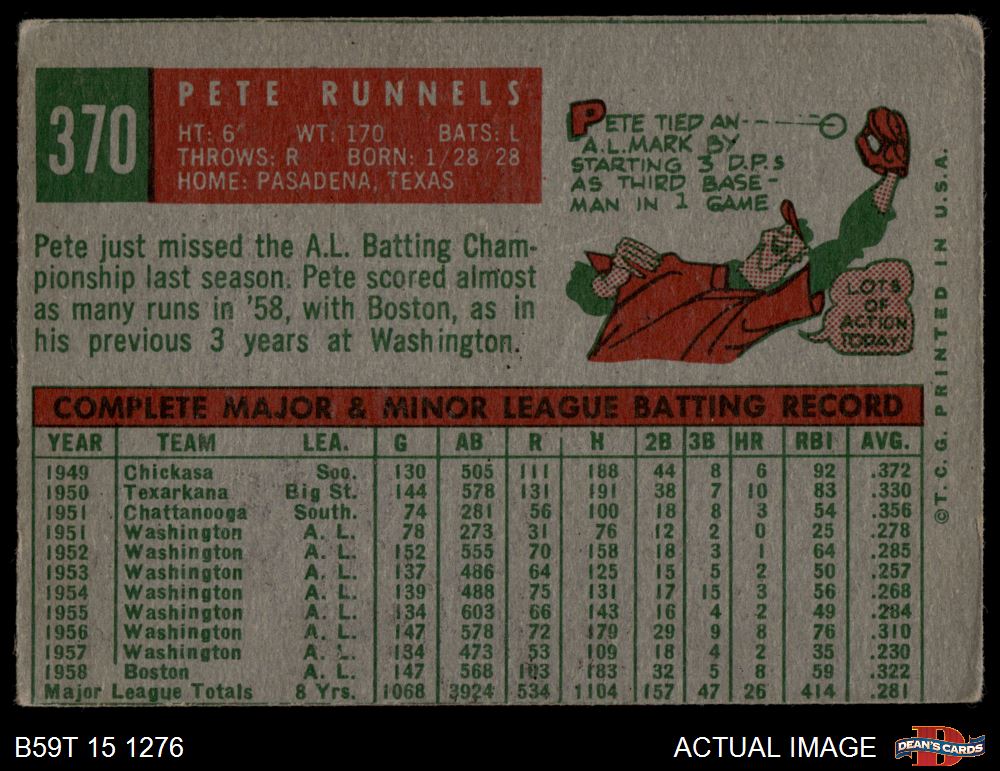 370
PETE RUNNELS
HT: 6' WT: 170 BATS: L
THROWS: R BORN: 1/28/28
HOME: PASADENA, TEXAS
Pete just missed the A.L. Batting Cham-
pionship last season. Pete scored almost
as many runs in '58, with Boston, as in
his previous 3 years at Washington.
PETE TIED AN
A.L. MARK BY
STARTING 3 D.P.s
AS THIRD BASE-
MAN IN 1 GAME
LOTS
OF
ACTION
TODAY!
© T. C. G. PRINTED IN U.S.A.
COMPLETE MAJOR & MINOR LEAGUE BATTING RECORD
YEAR TEAM LEA. G AB R H 2B 3B HR RBI AVG.
1949 Chickasa Soo. 130 505 111 188 44 8 6 92 .372
1950 Texarkana Big St. 144 578 131 191 38 7 10 83 .330
1951 Chattanooga South. 74 281 56 100 18 8 3 54 .356
1951 Washington A. L. 78 273 31 76 12 2 0 25 .278
1952 Washington A. L. 152 555 70 158 18 3 1 64 .285
1953 Washington A. L. 137 486 64 125 15 5 2 50 .257
1954 Washington A. L. 139 488 75 131 17 15 3 56 .268
1955 Washington A. L. 134 603 66 143 16 4 2 49 .284
1956 Washington A. L. 147 578 72 179 29 9 8 76 .310
1957 Washington A. L. 134 473 53 109 18 4 2 35 .230
1958 Boston A. L. 147 568 103 183 32 5 8 59 .322
Major League Totals 8 Yrs. 1068 3924 534 1104 157 47 26 414 .281
B59T 15 1276
ACTUAL IMAGE
DEAN'S CARDS